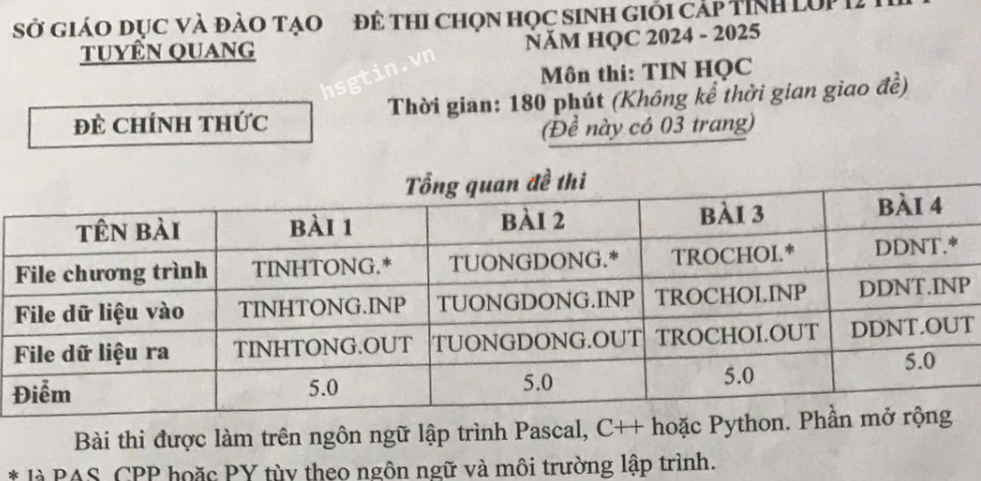 SỞ GIÁO DỤC VÀ ĐÀO TẠO
TUYÊN QUANG
ĐỀ THI CHỌN HỌC SINH GIỎI CẤP TỈNH LỚP 12
NĂM HỌC 2024 - 2025
Môn thi: TIN HỌC
Thời gian: 180 phút (Không kể thời gian giao đề)
(Đề này có 03 trang)
hsgtin.vn
ĐỀ CHÍNH THỨC
Tổng quan đề thi
TÊN BÀI BÀI 1 BÀI 2 BÀI 3 BÀI 4
File chương trình TINHTONG.* TUONGDONG.* TROCHOI.* DDNT.*
File dữ liệu vào TINHTONG.INP TUONGDONG.INP TROCHOI.INP DDNT.INP
File dữ liệu ra TINHTONG.OUT TUONGDONG.OUT TROCHOI.OUT DDNT.OUT
Điểm 5.0 5.0 5.0 5.0
Bài thi được làm trên ngôn ngữ lập trình Pascal, C++ hoặc Python. Phần mở rộng
* là PAS, CPP hoặc PY tùy theo ngôn ngữ và môi trường lập trình.